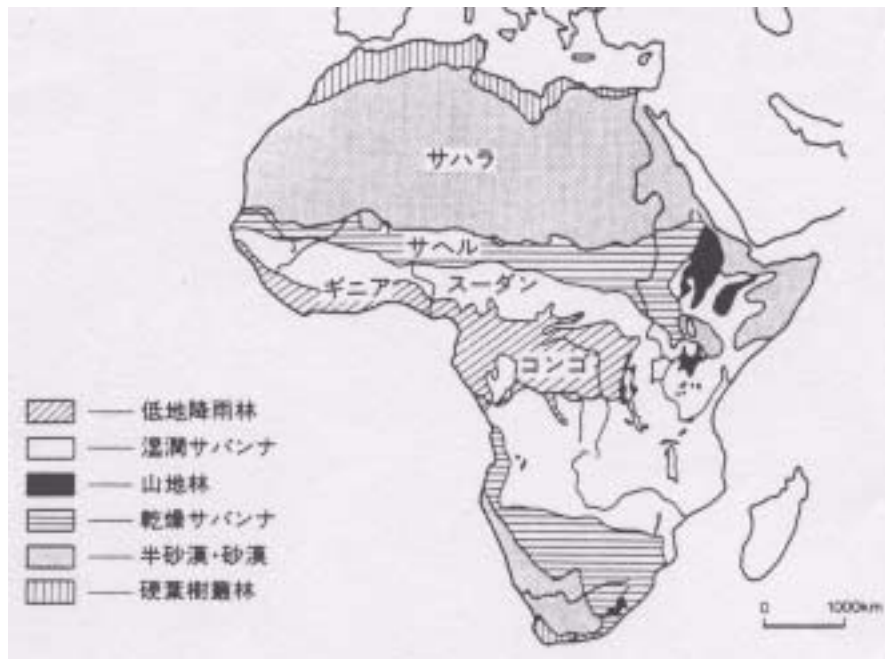 サハラ
サヘル
ギニア
スーダン
コンゴ
低地降雨林
湿潤サバンナ
山地林
乾燥サバンナ
半砂漠・砂漠
硬葉樹叢林
0 1000km